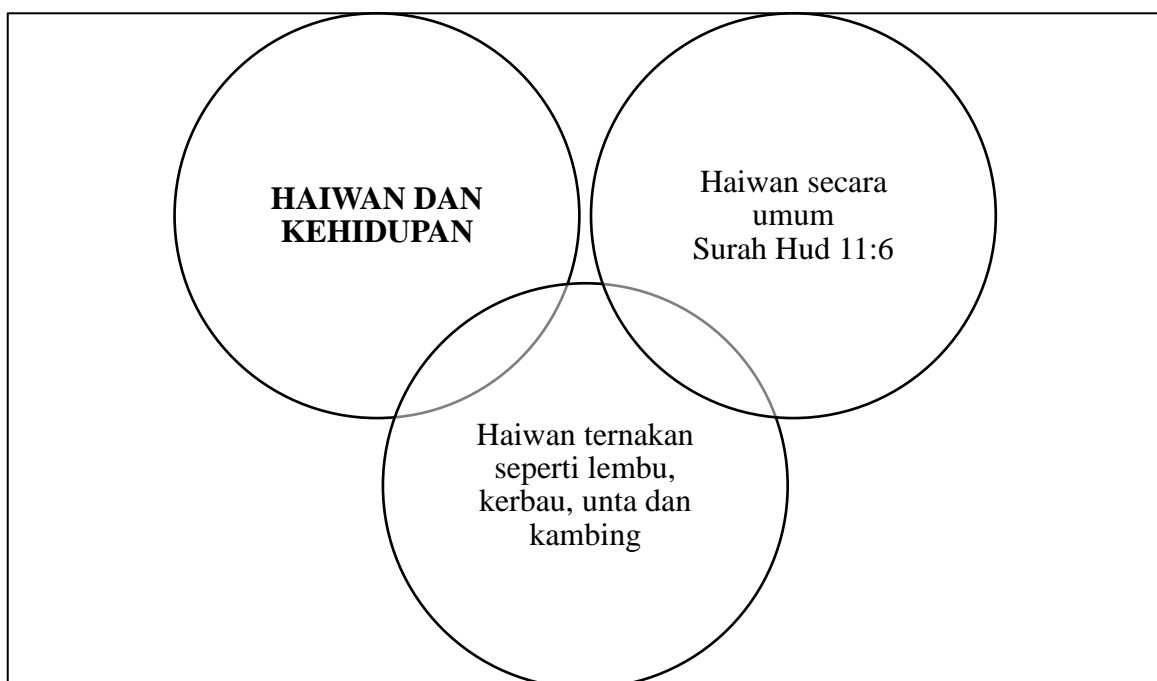 HAIWAN DAN
KEHIDUPAN
Haiwan secara
umum
Surah Hud 11:6
Haiwan ternakan
seperti lembu,
kerbau, unta dan
kambing